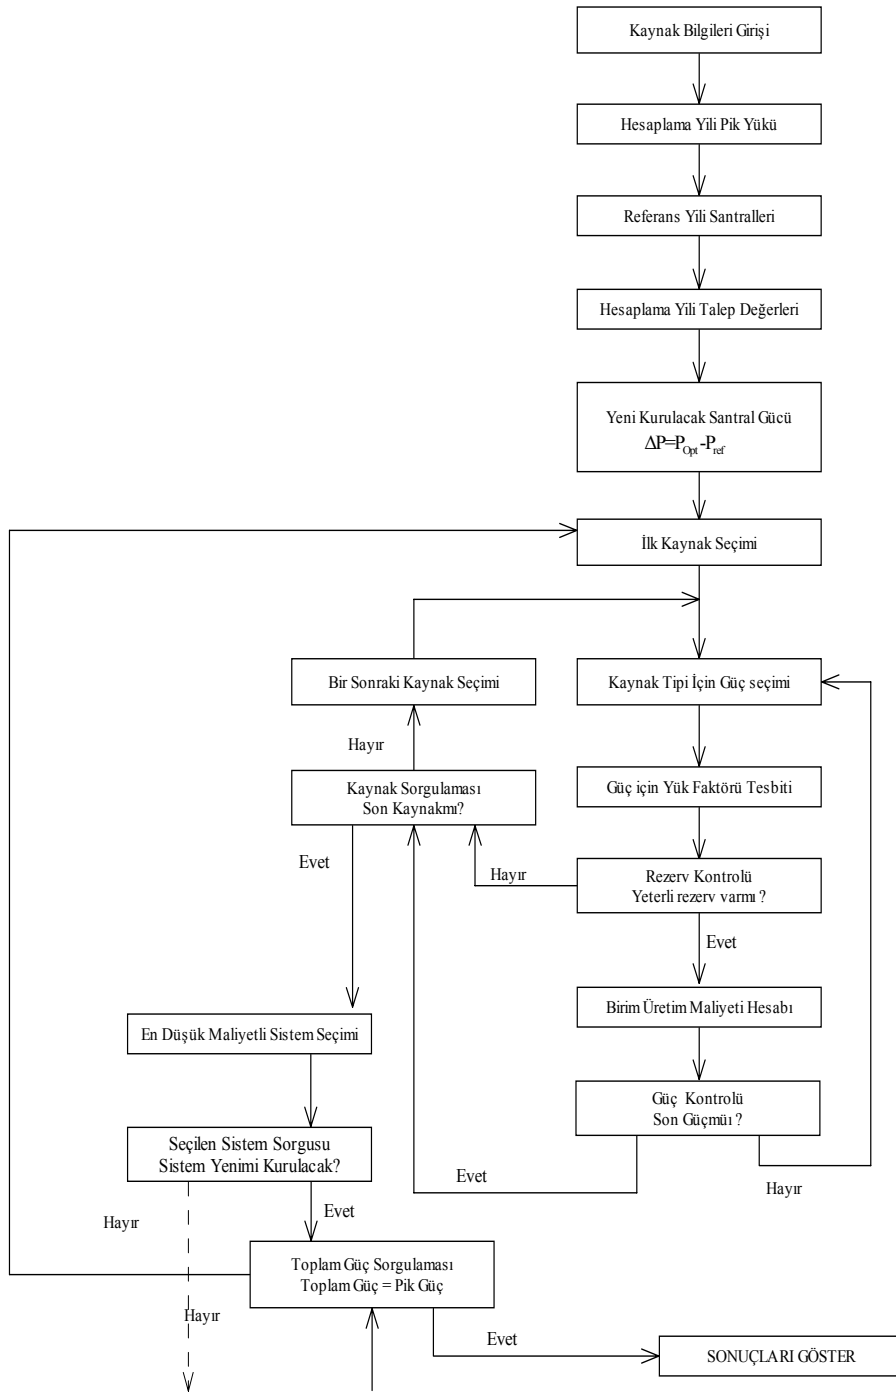 Kaynak Bilgileri Girişi
Hesaplama Yili Pik Yükü
Referans Yili Santralleri
Hesaplama Yili Talep Değerleri
Yeni Kurulacak Santral Gücü
ΔP=P_Opt-P_ref
İlk Kaynak Seçimi
Bir Sonraki Kaynak Seçimi
Kaynak Tipi İçin Güç seçimi
Hayır
Kaynak Sorgulaması
Son Kaynakmı?
Güç için Yük Faktörü Tesbiti
Evet
Hayır
Rezerv Kontrolü
Yeterli rezerv varmı ?
Evet
Birim Üretim Maliyeti Hesabı
En Düşük Maliyetli Sistem Seçimi
Güç Kontrolü
Son Güçmüı ?
Seçilen Sistem Sorgusu
Sistem Yenimi Kurulacak?
Evet
Hayır
Hayır
Evet
Toplam Güç Sorgulaması
Toplam Güç = Pik Güç
Hayır
Evet
SONUÇLARI GÖSTER